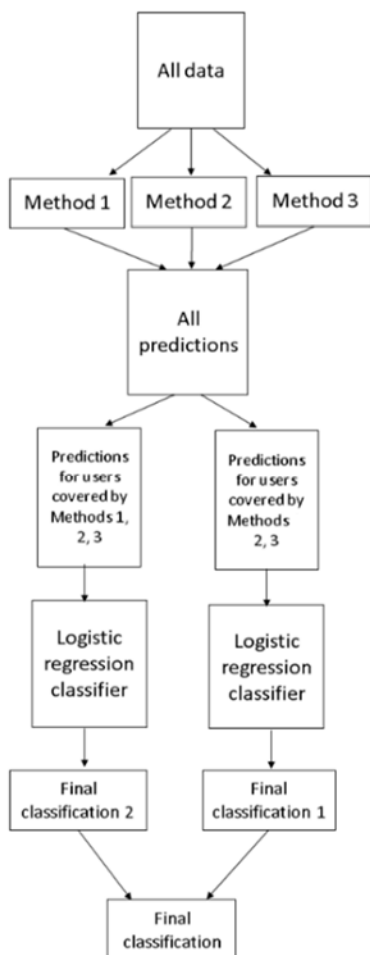 All data
Method 1
Method 2
Method 3
All
predictions
Predictions
for users
covered by
Methods 1,
2, 3
Predictions
for users
covered by
Methods
2, 3
Logistic
regression
classifier
Logistic
regression
classifier
Final
classification 2
Final
classification 1
Final
classification